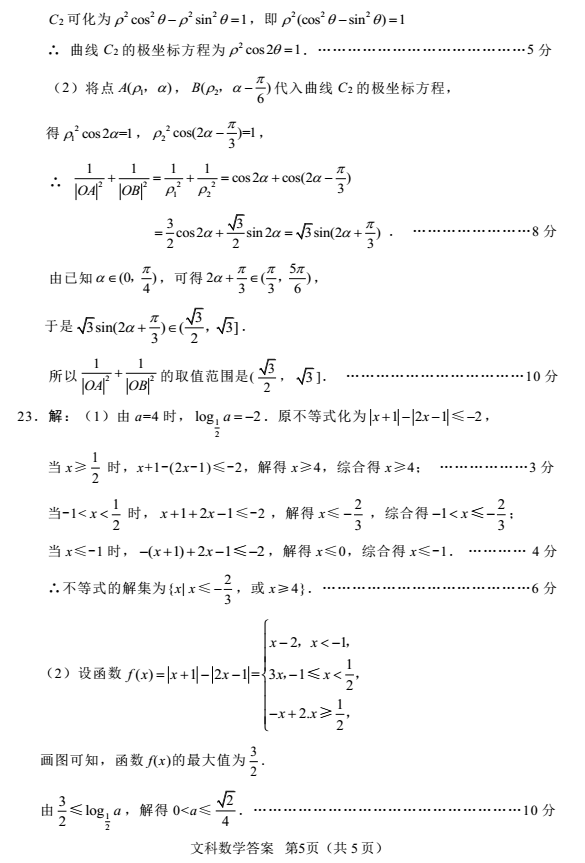 C₂ 可化为 ρ² cos² θ − ρ² sin² θ =1，即 ρ² (cos² θ − sin² θ) =1
∴ 曲线 C₂ 的极坐标方程为 ρ² cos 2θ =1．……………………………………5 分
（2）将点 A(ρ₁，α)，B(ρ₂，α − π/6) 代入曲线 C₂ 的极坐标方程，
得 ρ₁² cos 2α=1，ρ₂² cos(2α − π/3)=1，
∴ 1/|OA|² + 1/|OB|² = 1/ρ₁² + 1/ρ₂² = cos 2α + cos(2α − π/3)
= 3/2 cos 2α + √3/2 sin 2α = √3 sin(2α + π/3)． ……………………8 分
由已知 α ∈ (0，π/4)，可得 2α + π/3 ∈ (π/3，5π/6)，
于是 √3 sin(2α + π/3) ∈ (√3/2，√3]．
所以 1/|OA|² + 1/|OB|² 的取值范围是(√3/2，√3]． ……………………………10 分
23．解：（1）由 a=4 时，log_{1/2} a = −2．原不等式化为 |x +1| − |2x −1| ≤ −2，
当 x≥ 1/2 时，x+1-(2x-1)≤-2，解得 x≥4，综合得 x≥4； ………………3 分
当-1< x < 1/2 时，x +1+ 2x −1≤-2，解得 x≤ − 2/3，综合得 −1< x≤ − 2/3；
当 x≤-1 时，−(x +1) + 2x −1≤−2，解得 x≤0，综合得 x≤-1． ………… 4 分
∴不等式的解集为{x| x≤ − 2/3，或 x≥4}．……………………………………6 分
（2）设函数 f(x) = |x +1| − |2x −1| = { x − 2，x < −1， 3x，−1≤ x < 1/2， −x + 2．x≥ 1/2，
画图可知，函数 f(x)的最大值为 3/2．
由 3/2 ≤ log_{1/2} a，解得 0<a≤ √2/4．……………………………………………10 分
文科数学答案 第5页（共 5 页）